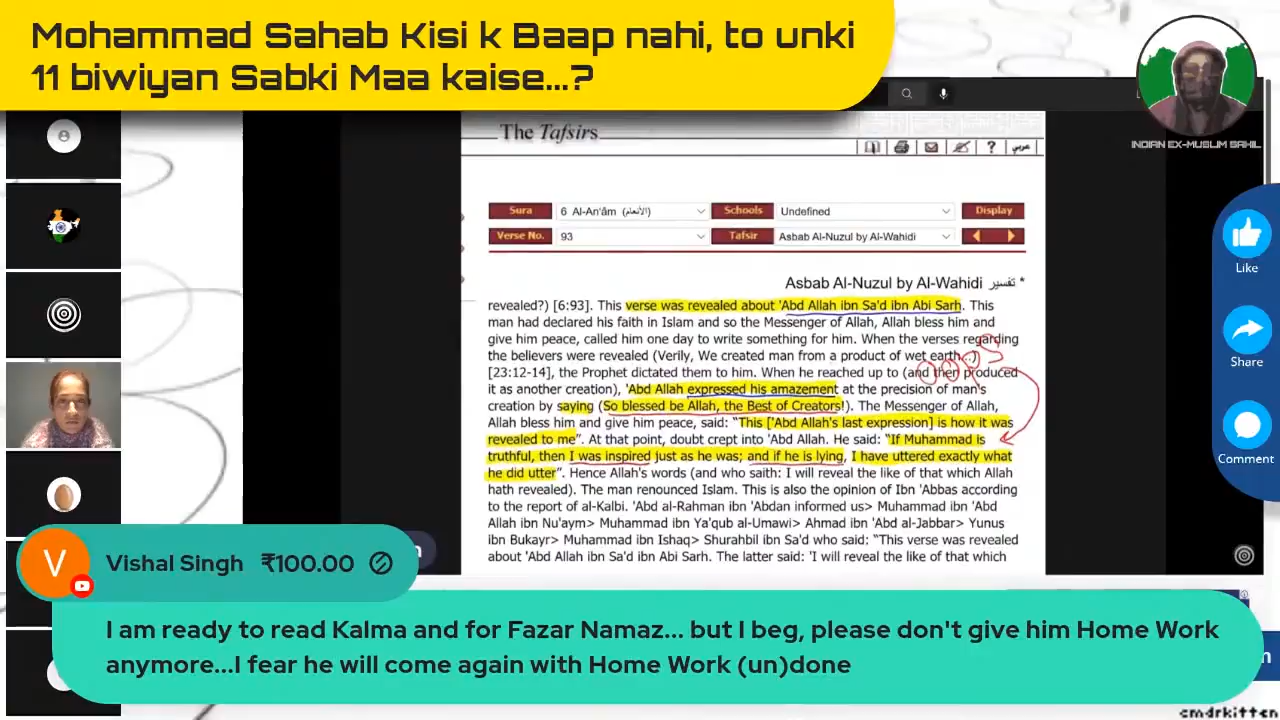 Mohammad Sahab Kisi k Baap nahi, to unki
11 biwiyan Sabki Maa kaise...?
INDIAN EX-MUSLIM SAHIL
The Tafsirs
? عربي
Sura 6 Al-An'âm (الأنعام) Schools Undefined Display
Verse No. 93 Tafsir Asbab Al-Nuzul by Al-Wahidi
* تفسير Asbab Al-Nuzul by Al-Wahidi
revealed?) [6:93]. This verse was revealed about 'Abd Allah ibn Sa'd ibn Abi Sarh. This
man had declared his faith in Islam and so the Messenger of Allah, Allah bless him and
give him peace, called him one day to write something for him. When the verses regarding
the believers were revealed (Verily, We created man from a product of wet earth...)
[23:12-14], the Prophet dictated them to him. When he reached up to (and then produced
it as another creation), 'Abd Allah expressed his amazement at the precision of man's
creation by saying (So blessed be Allah, the Best of Creators!). The Messenger of Allah,
Allah bless him and give him peace, said: “This ['Abd Allah's last expression] is how it was
revealed to me”. At that point, doubt crept into 'Abd Allah. He said: “If Muhammad is
truthful, then I was inspired just as he was; and if he is lying, I have uttered exactly what
he did utter”. Hence Allah's words (and who saith: I will reveal the like of that which Allah
hath revealed). The man renounced Islam. This is also the opinion of Ibn 'Abbas according
to the report of al-Kalbi. 'Abd al-Rahman ibn 'Abdan informed us> Muhammad ibn 'Abd
Allah ibn Nu'aym> Muhammad ibn Ya'qub al-Umawi> Ahmad ibn 'Abd al-Jabbar> Yunus
ibn Bukayr> Muhammad ibn Ishaq> Shurahbil ibn Sa'd who said: “This verse was revealed
about 'Abd Allah ibn Sa'd ibn Abi Sarh. The latter said: 'I will reveal the like of that which
Like
Share
Comment
V
Vishal Singh ₹100.00
I am ready to read Kalma and for Fazar Namaz... but I beg, please don't give him Home Work
anymore...I fear he will come again with Home Work (un)done
cmdrkitten